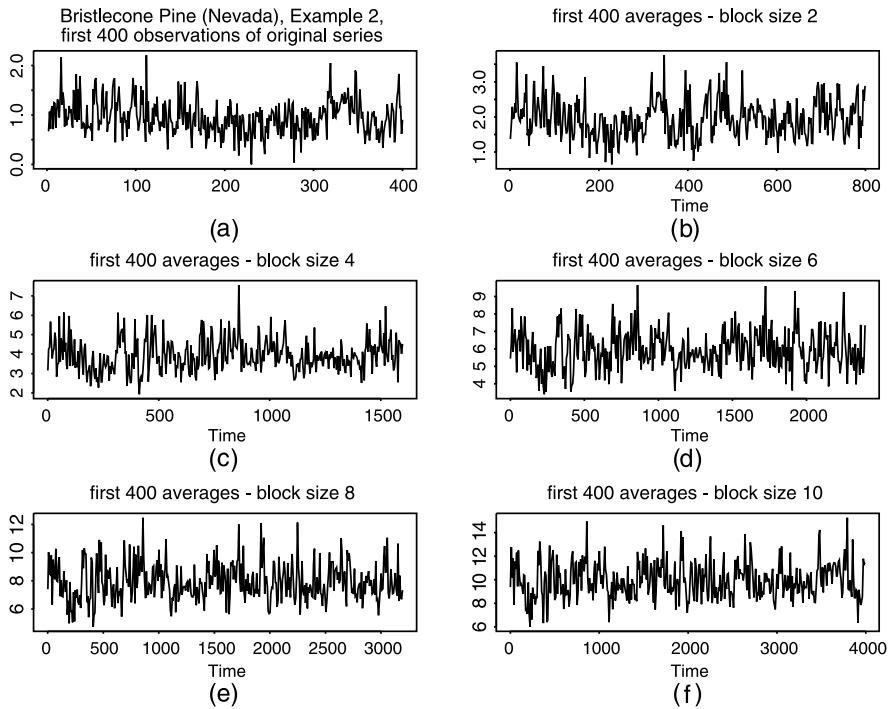 Bristlecone Pine (Nevada), Example 2,
first 400 observations of original series
0.0 1.0 2.0
0 100 200 300 400
(a)
first 400 averages - block size 2
1.0 2.0 3.0
0 200 400 600 800
Time
(b)
first 400 averages - block size 4
2 3 4 5 6 7
0 500 1000 1500
Time
(c)
first 400 averages - block size 6
4 5 6 7 8 9
0 500 1000 1500 2000
Time
(d)
first 400 averages - block size 8
6 8 10 12
0 500 1000 1500 2000 2500 3000
Time
(e)
first 400 averages - block size 10
6 8 10 12 14
0 1000 2000 3000 4000
Time
(f)